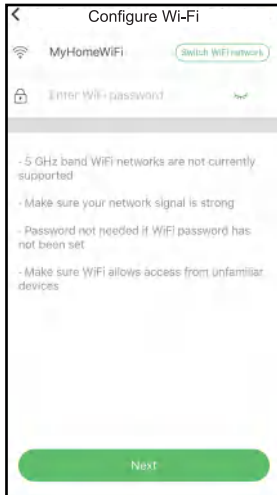 Configure Wi-Fi
MyHomeWiFi Switch WiFi network
Enter WiFi password
- 5 GHz band WiFi networks are not currently
supported
- Make sure your network signal is strong
- Password not needed if WiFi password has
not been set
- Make sure WiFi allows access from unfamiliar
devices
Next